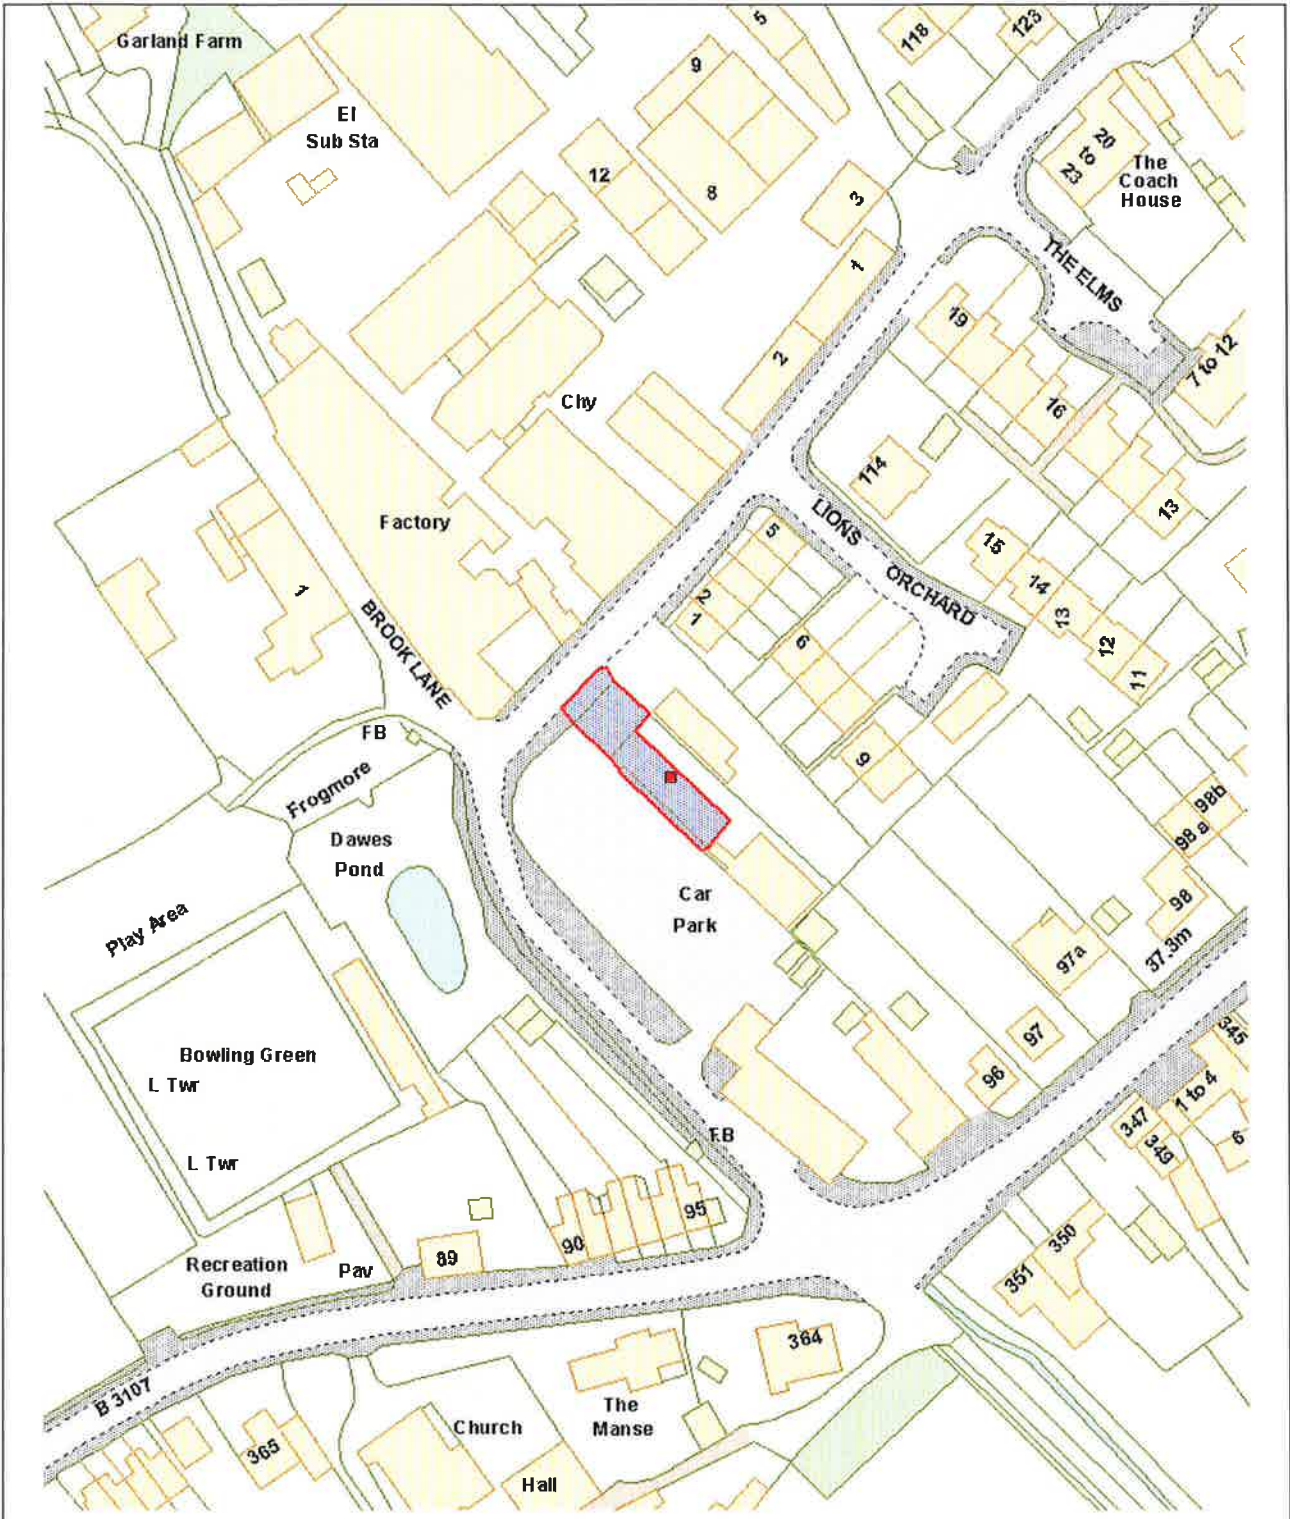 Garland Farm
5
118
123
9
El
Sub Sta
12
8
3
20
to
23
The
Coach
House
THE ELMS
1
19
2
7 to 12
Chy
16
114
13
Factory
5
LIONS
ORCHARD
15
14
13
12
11
1
2
1
6
BROOK LANE
FB
Frogmore
9
Dawes
Pond
98b
98 a
Car
Park
98
Play Area
97a
37.3m
Bowling Green
L Twr
97
96
345
1 to 4
347
349
6
FB
L Twr
95
90
89
350
351
Recreation
Ground
Pav
364
B 3107
The
Manse
Church
365
Hall